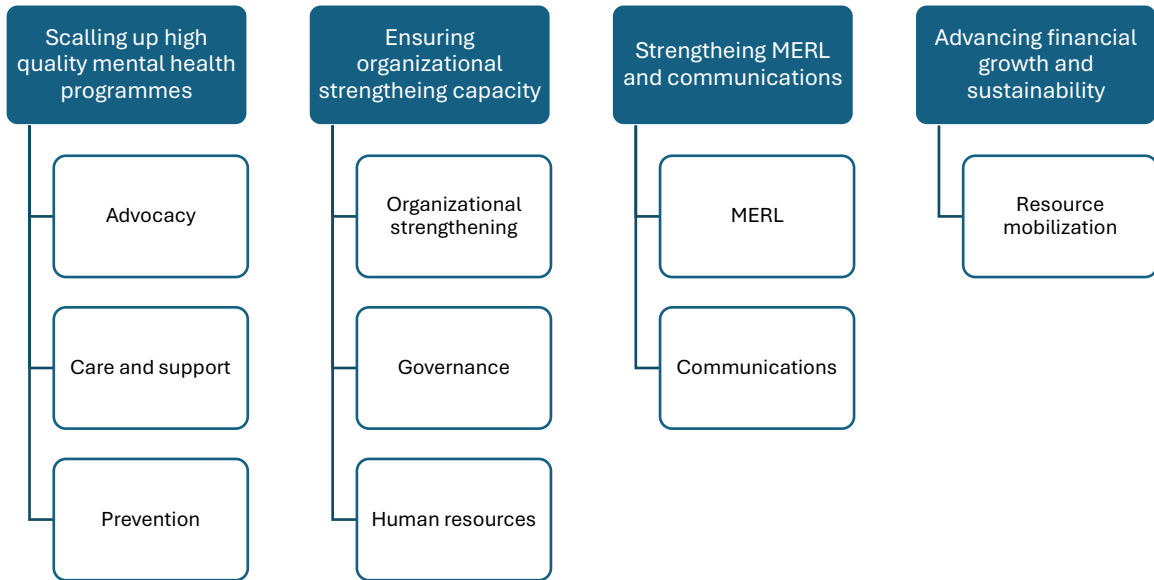 Scalling up high
quality mental health
programmes
Advocacy
Care and support
Prevention
Ensuring
organizational
strengtheing capacity
Organizational
strengthening
Governance
Human resources
Strengtheing MERL
and communications
MERL
Communications
Advancing financial
growth and
sustainability
Resource
mobilization